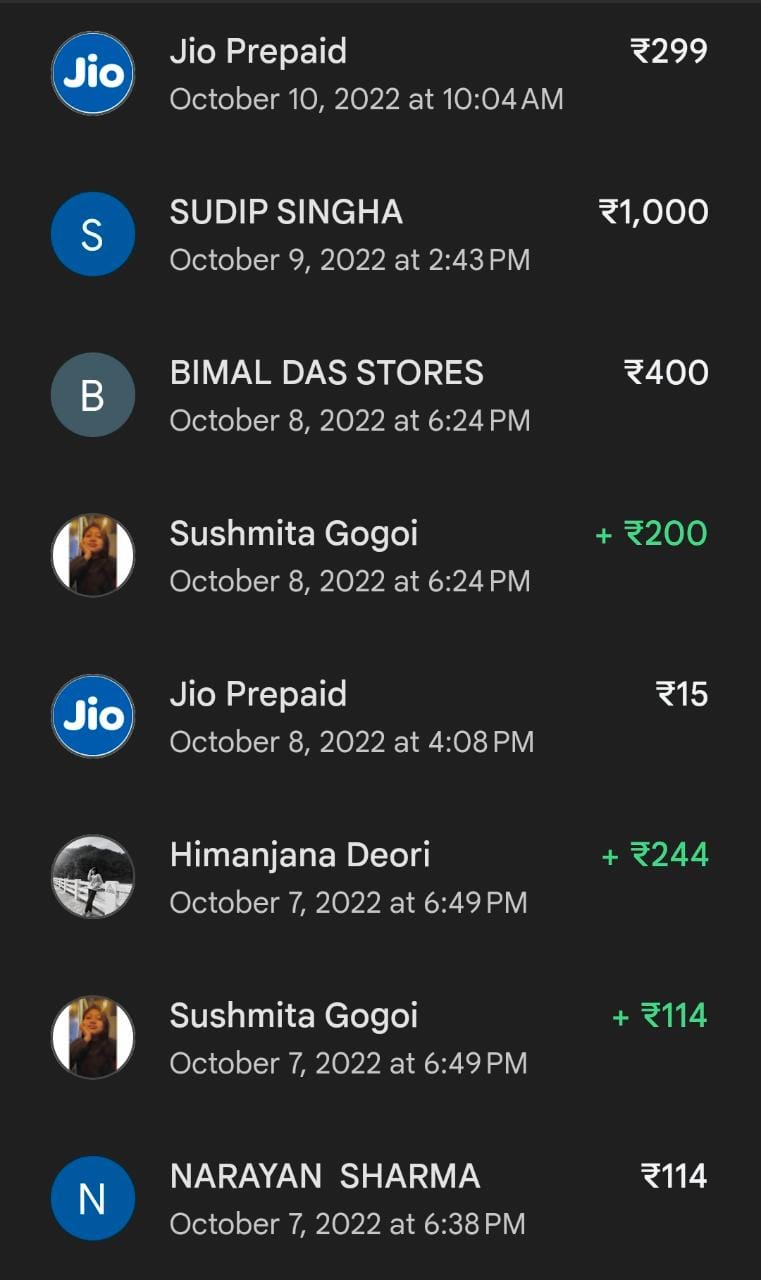 Jio
Jio Prepaid
₹299
October 10, 2022 at 10:04 AM
S
SUDIP SINGHA
₹1,000
October 9, 2022 at 2:43 PM
B
BIMAL DAS STORES
₹400
October 8, 2022 at 6:24 PM
Sushmita Gogoi
+ ₹200
October 8, 2022 at 6:24 PM
Jio
Jio Prepaid
₹15
October 8, 2022 at 4:08 PM
Himanjana Deori
+ ₹244
October 7, 2022 at 6:49 PM
Sushmita Gogoi
+ ₹114
October 7, 2022 at 6:49 PM
N
NARAYAN  SHARMA
₹114
October 7, 2022 at 6:38 PM